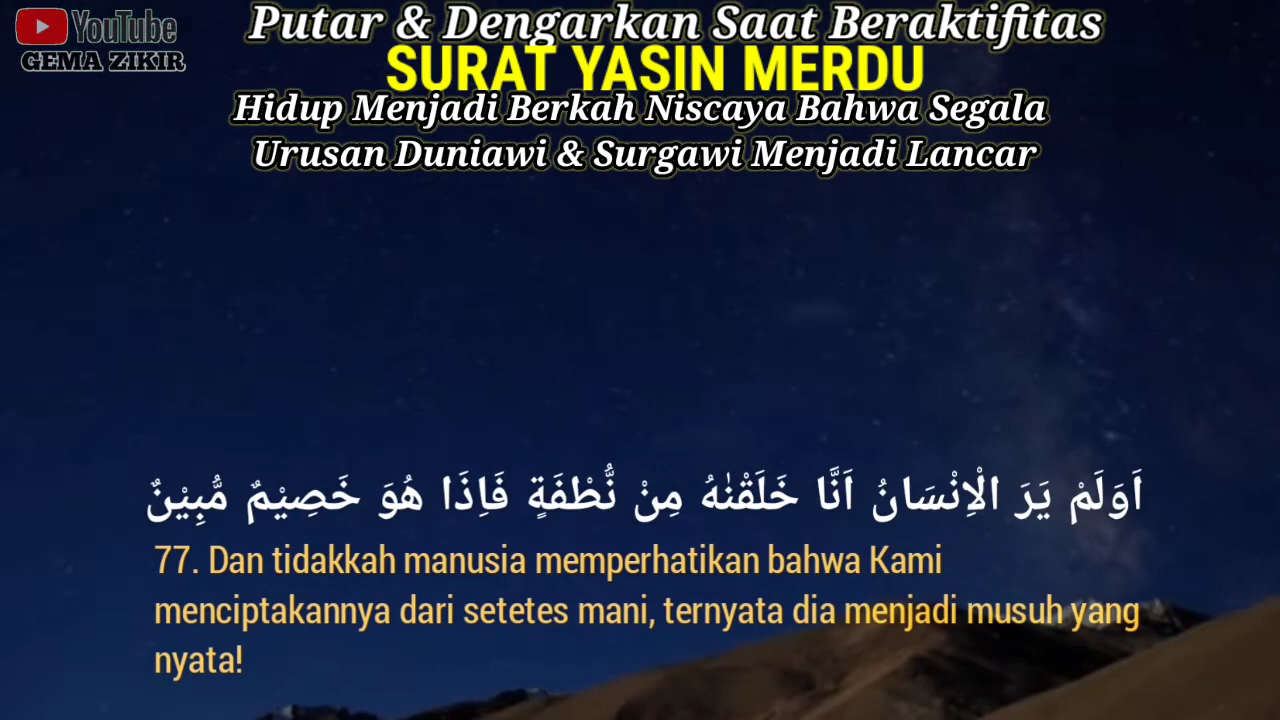 YouTube
GEMA ZIKIR
Putar & Dengarkan Saat Beraktifitas
SURAT YASIN MERDU
Hidup Menjadi Berkah Niscaya Bahwa Segala
Urusan Duniawi & Surgawi Menjadi Lancar
اَوَلَمْ يَرَ الْاِنْسَانُ اَنَّا خَلَقْنٰهُ مِنْ نُّطْفَةٍ فَاِذَا هُوَ خَصِيْمٌ مُّبِيْنٌ
77. Dan tidakkah manusia memperhatikan bahwa Kami
menciptakannya dari setetes mani, ternyata dia menjadi musuh yang
nyata!